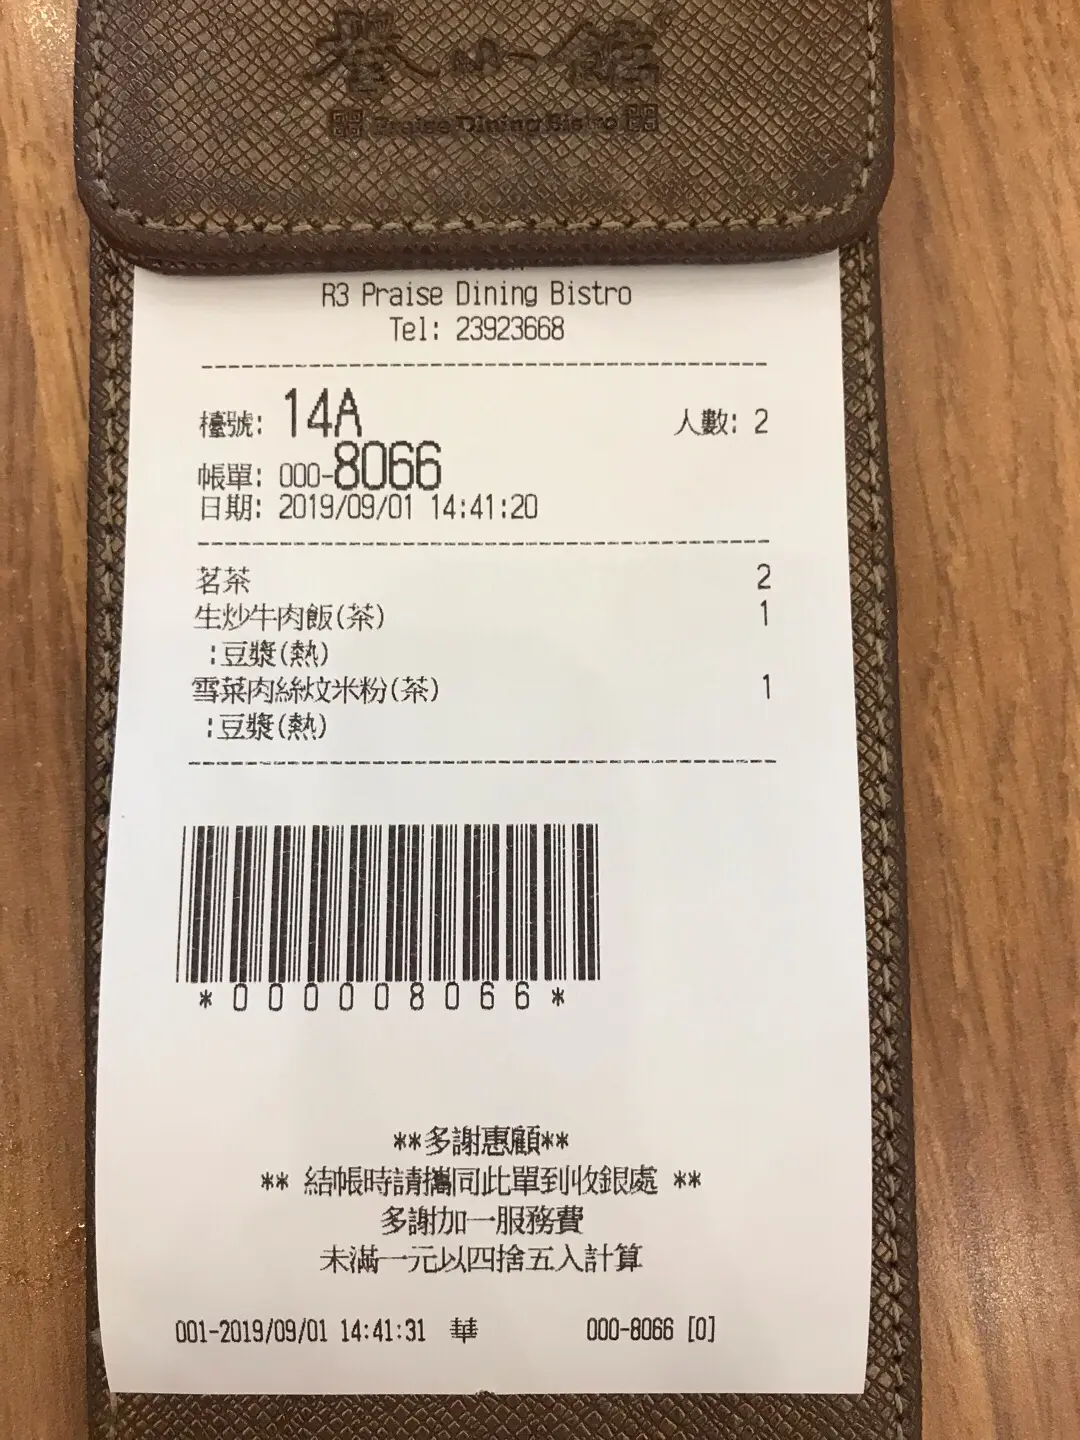 小館
Praise Dining Bistro
R3 Praise Dining Bistro
Tel: 23923668
檯號: 14A 人數: 2
帳單: 000-8066
日期: 2019/09/01 14:41:20
茗茶 2
生炒牛肉飯(茶) 1
:豆漿(熱)
雪菜肉絲炆米粉(茶) 1
:豆漿(熱)
*000008066*
**多謝惠顧**
** 結帳時請攜同此單到收銀處 **
多謝加一服務費
未滿一元以四捨五入計算
001-2019/09/01 14:41:31 華 000-8066 [0]